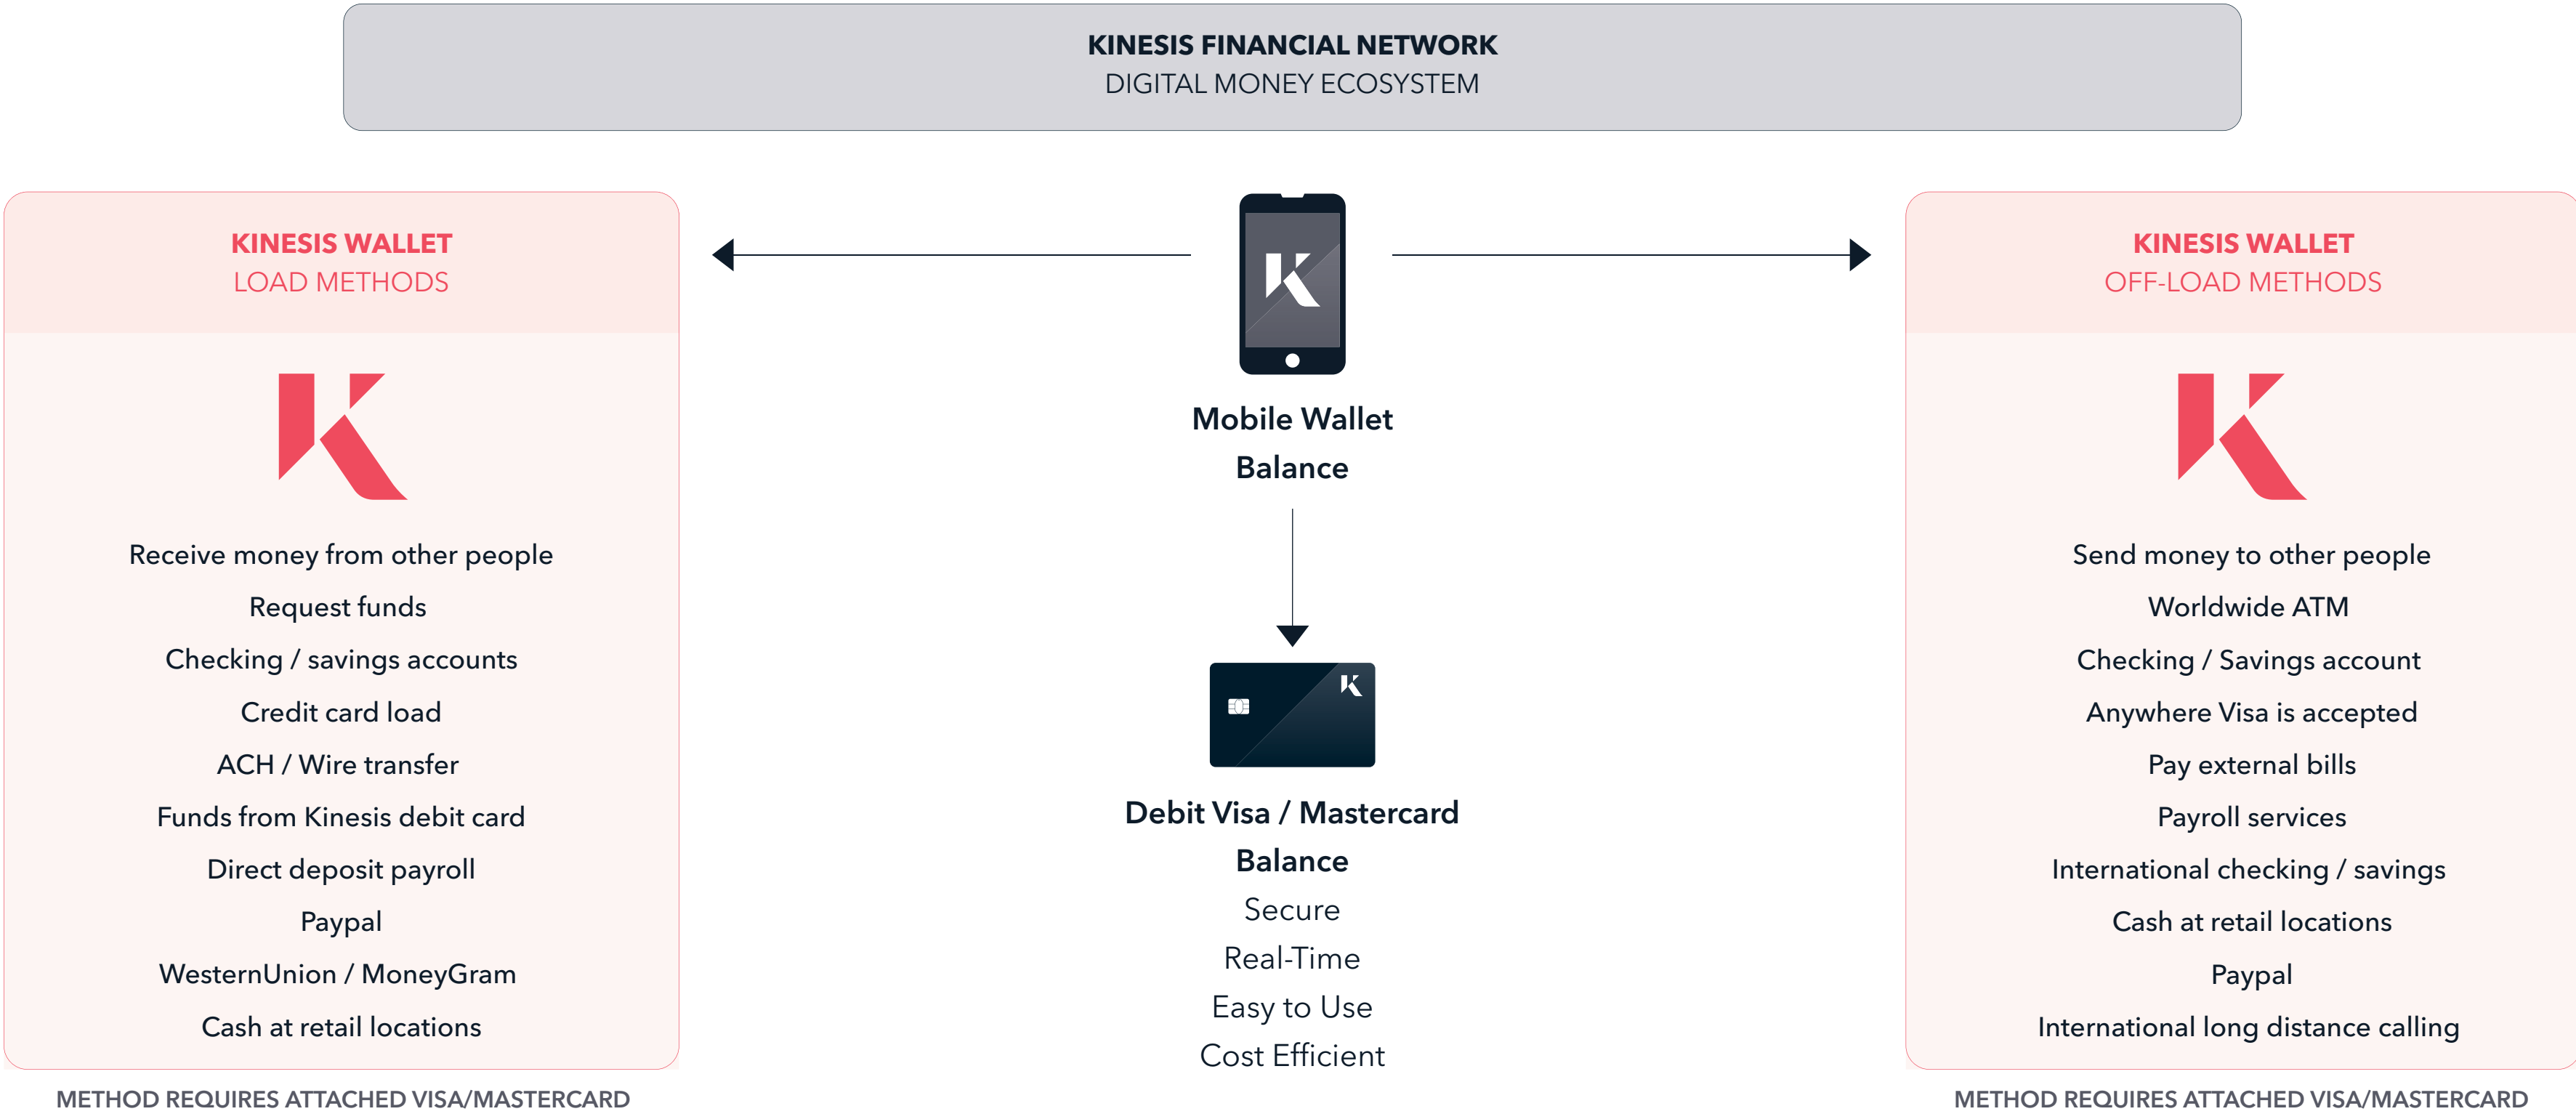 KINESIS FINANCIAL NETWORK
DIGITAL MONEY ECOSYSTEM
KINESIS WALLET
LOAD METHODS
Receive money from other people
Request funds
Checking / savings accounts
Credit card load
ACH / Wire transfer
Funds from Kinesis debit card
Direct deposit payroll
Paypal
WesternUnion / MoneyGram
Cash at retail locations
METHOD REQUIRES ATTACHED VISA/MASTERCARD
Mobile Wallet
Balance
Debit Visa / Mastercard
Balance
Secure
Real-Time
Easy to Use
Cost Efficient
KINESIS WALLET
OFF-LOAD METHODS
Send money to other people
Worldwide ATM
Checking / Savings account
Anywhere Visa is accepted
Pay external bills
Payroll services
International checking / savings
Cash at retail locations
Paypal
International long distance calling
METHOD REQUIRES ATTACHED VISA/MASTERCARD